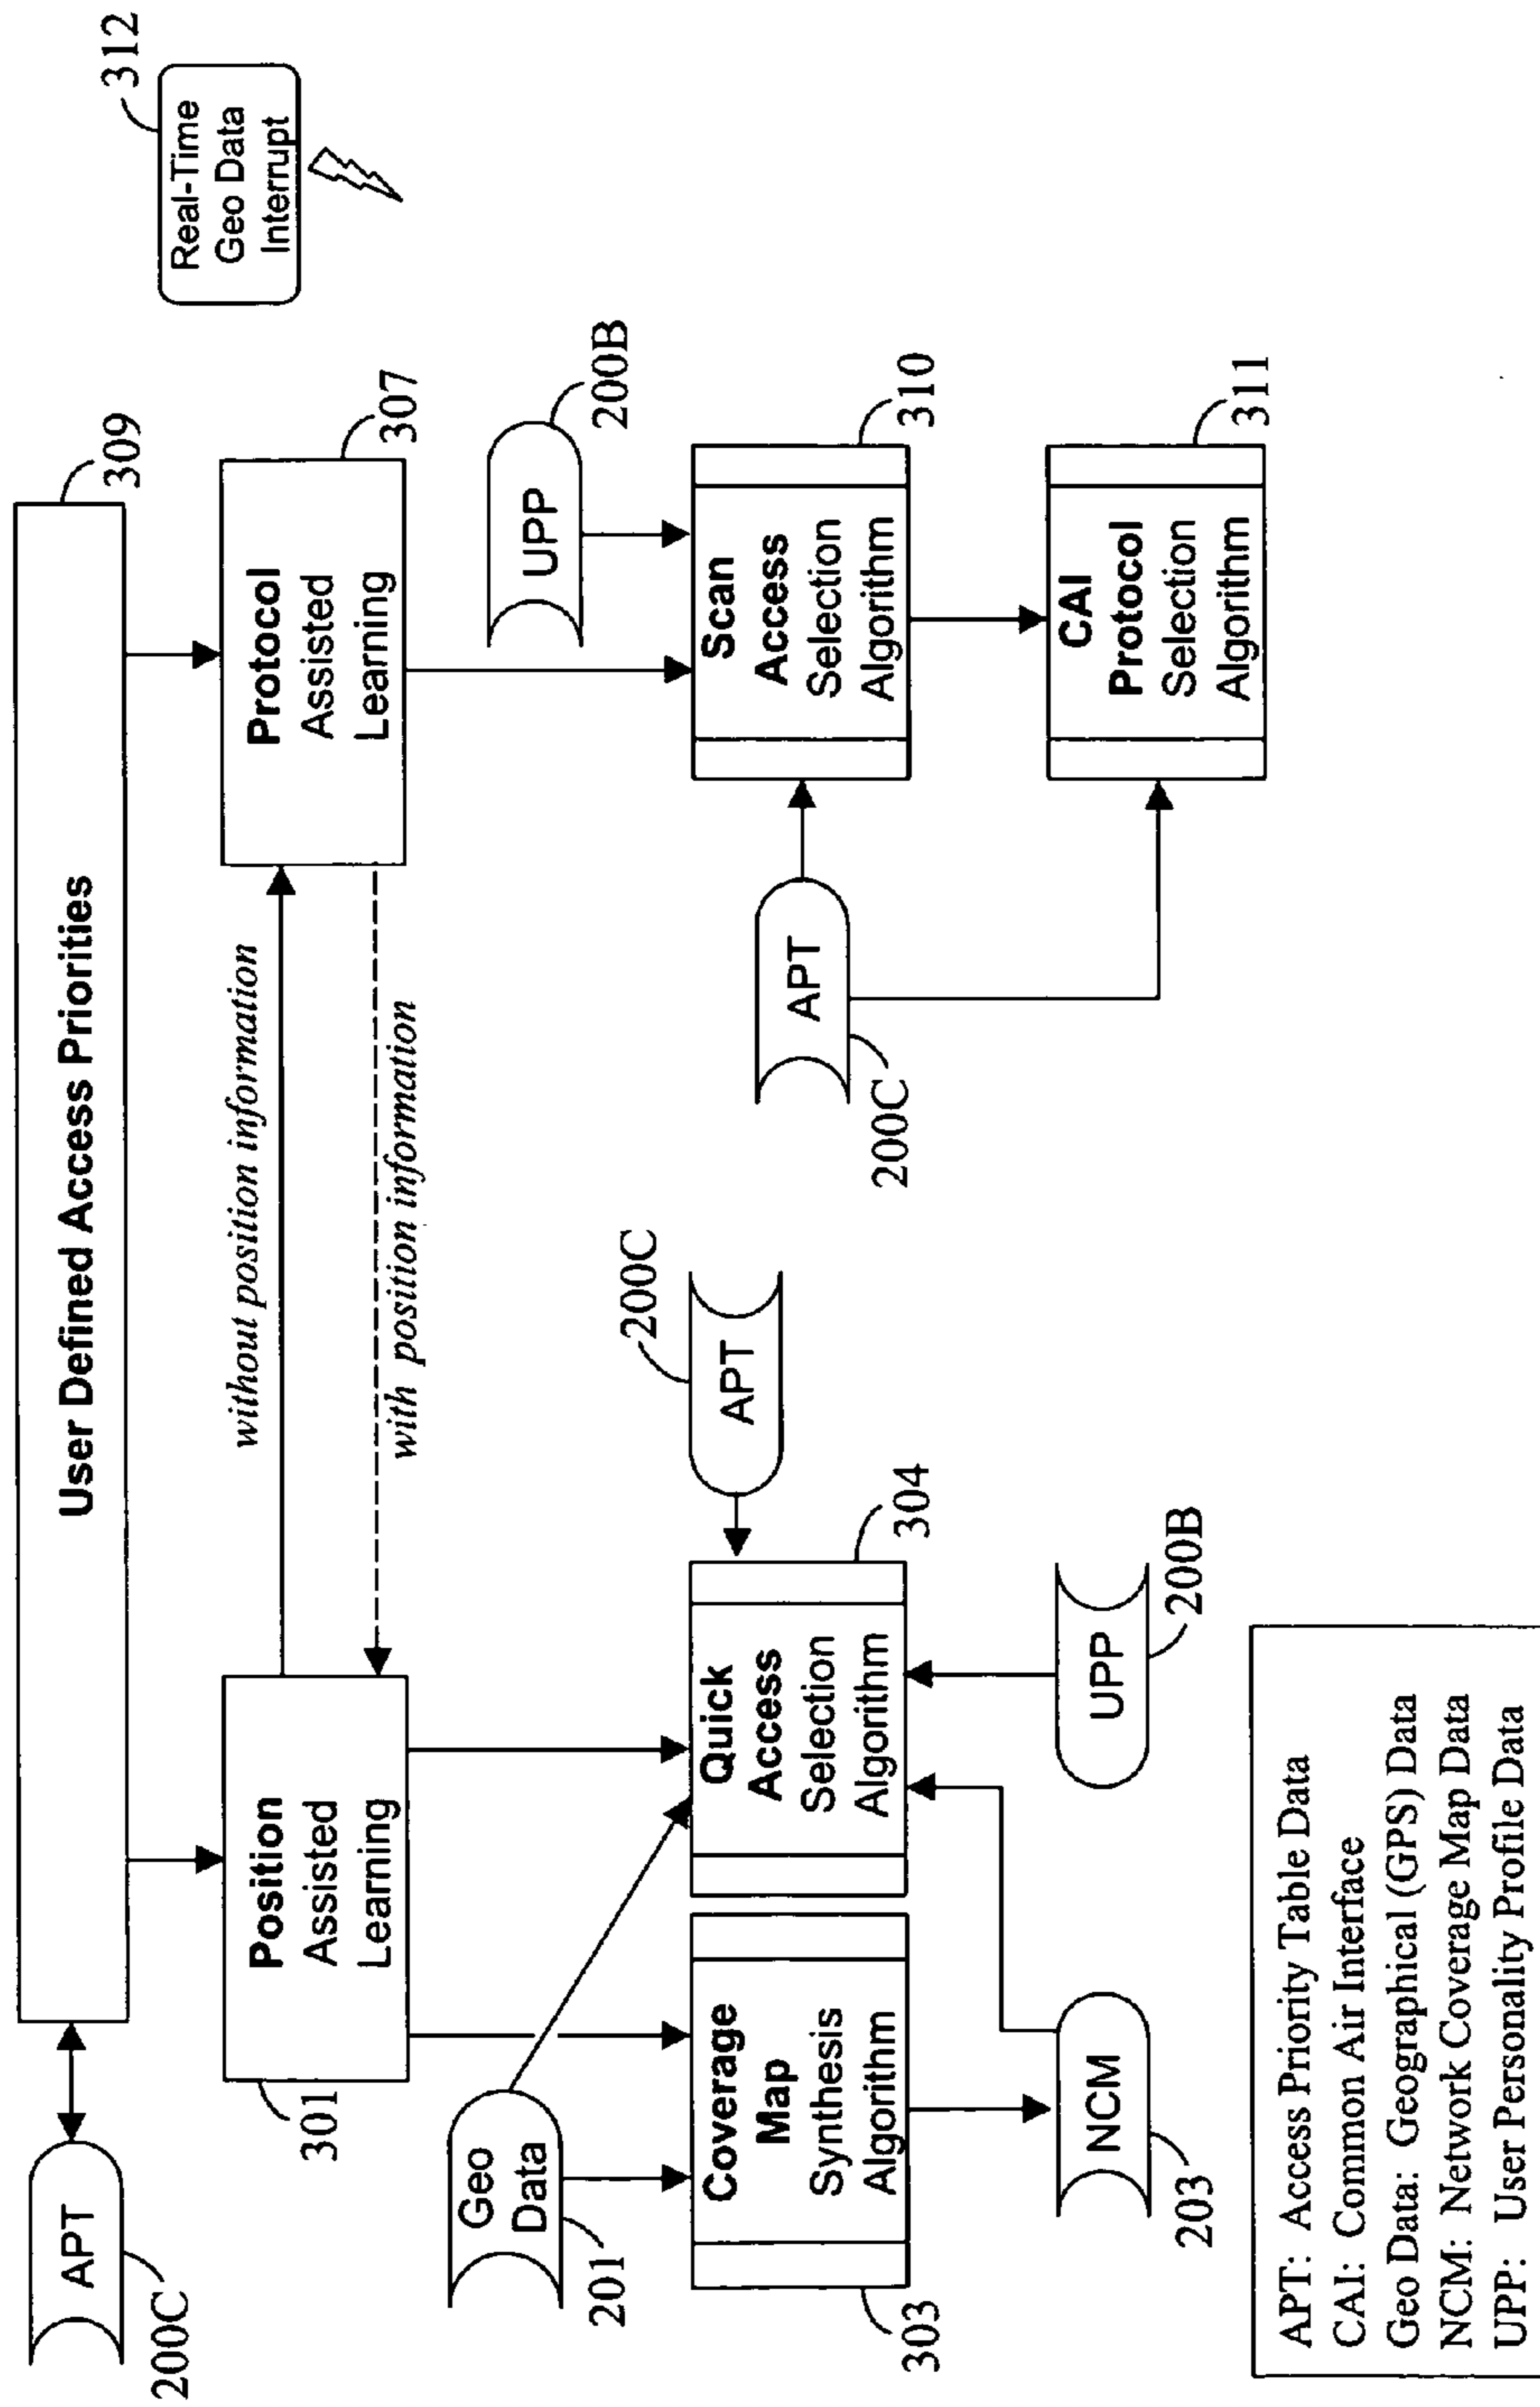 APT
200C
User Defined Access Priorities
309
Real-Time
Geo Data
Interrupt
312
301
Position
Assisted
Learning
without position information
with position information
Protocol
Assisted
Learning
307
Geo
Data
201
APT
200C
UPP
200B
303
Coverage
Map
Synthesis
Algorithm
Quick
Access
Selection
Algorithm
304
Scan
Access
Selection
Algorithm
310
APT
200C
NCM
203
UPP
200B
CAI
Protocol
Selection
Algorithm
311
APT: Access Priority Table Data
CAI: Common Air Interface
Geo Data: Geographical (GPS) Data
NCM: Network Coverage Map Data
UPP: User Personality Profile Data